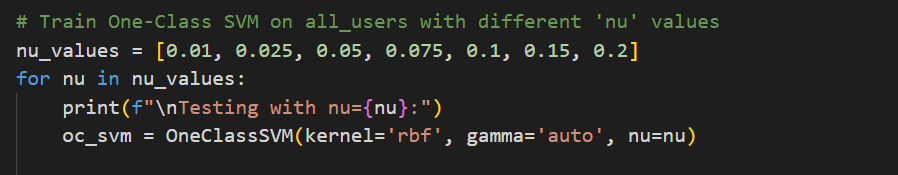 # Train One-Class SVM on all_users with different 'nu' values
nu_values = [0.01, 0.025, 0.05, 0.075, 0.1, 0.15, 0.2]
for nu in nu_values:
    print(f"\nTesting with nu={nu}:")
    oc_svm = OneClassSVM(kernel='rbf', gamma='auto', nu=nu)